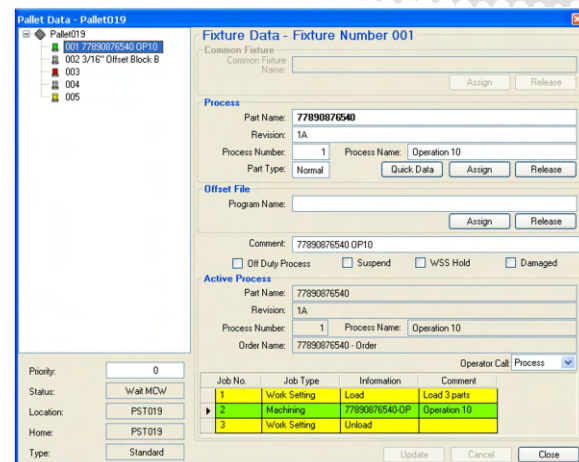 Pallet Data - Pallet019
Pallet019
001 77890876540 OP10
002 3/16" Offset Block B
003
004
005
Priority: 0
Status: Wait MCW
Location: PST019
Home: PST019
Type: Standard
Fixture Data - Fixture Number 001
Common Fixture
Common Fixture Name:
Assign Release
Process
Part Name: 77890876540
Revision: 1A
Process Number: 1 Process Name: Operation 10
Part Type: Normal Quick Data Assign Release
Offset File
Program Name:
Assign Release
Comment: 77890876540 OP10
Off Duty Process Suspend WSS Hold Damaged
Active Process
Part Name: 77890876540
Revision: 1A
Process Number: 1 Process Name: Operation 10
Order Name: 77890876540 - Order
Operator Call: Process
Job No. Job Type Information Comment
1 Work Setting Load Load 3 parts
2 Machining 77890876540-OP Operation 10
3 Work Setting Unload
Update Cancel Close